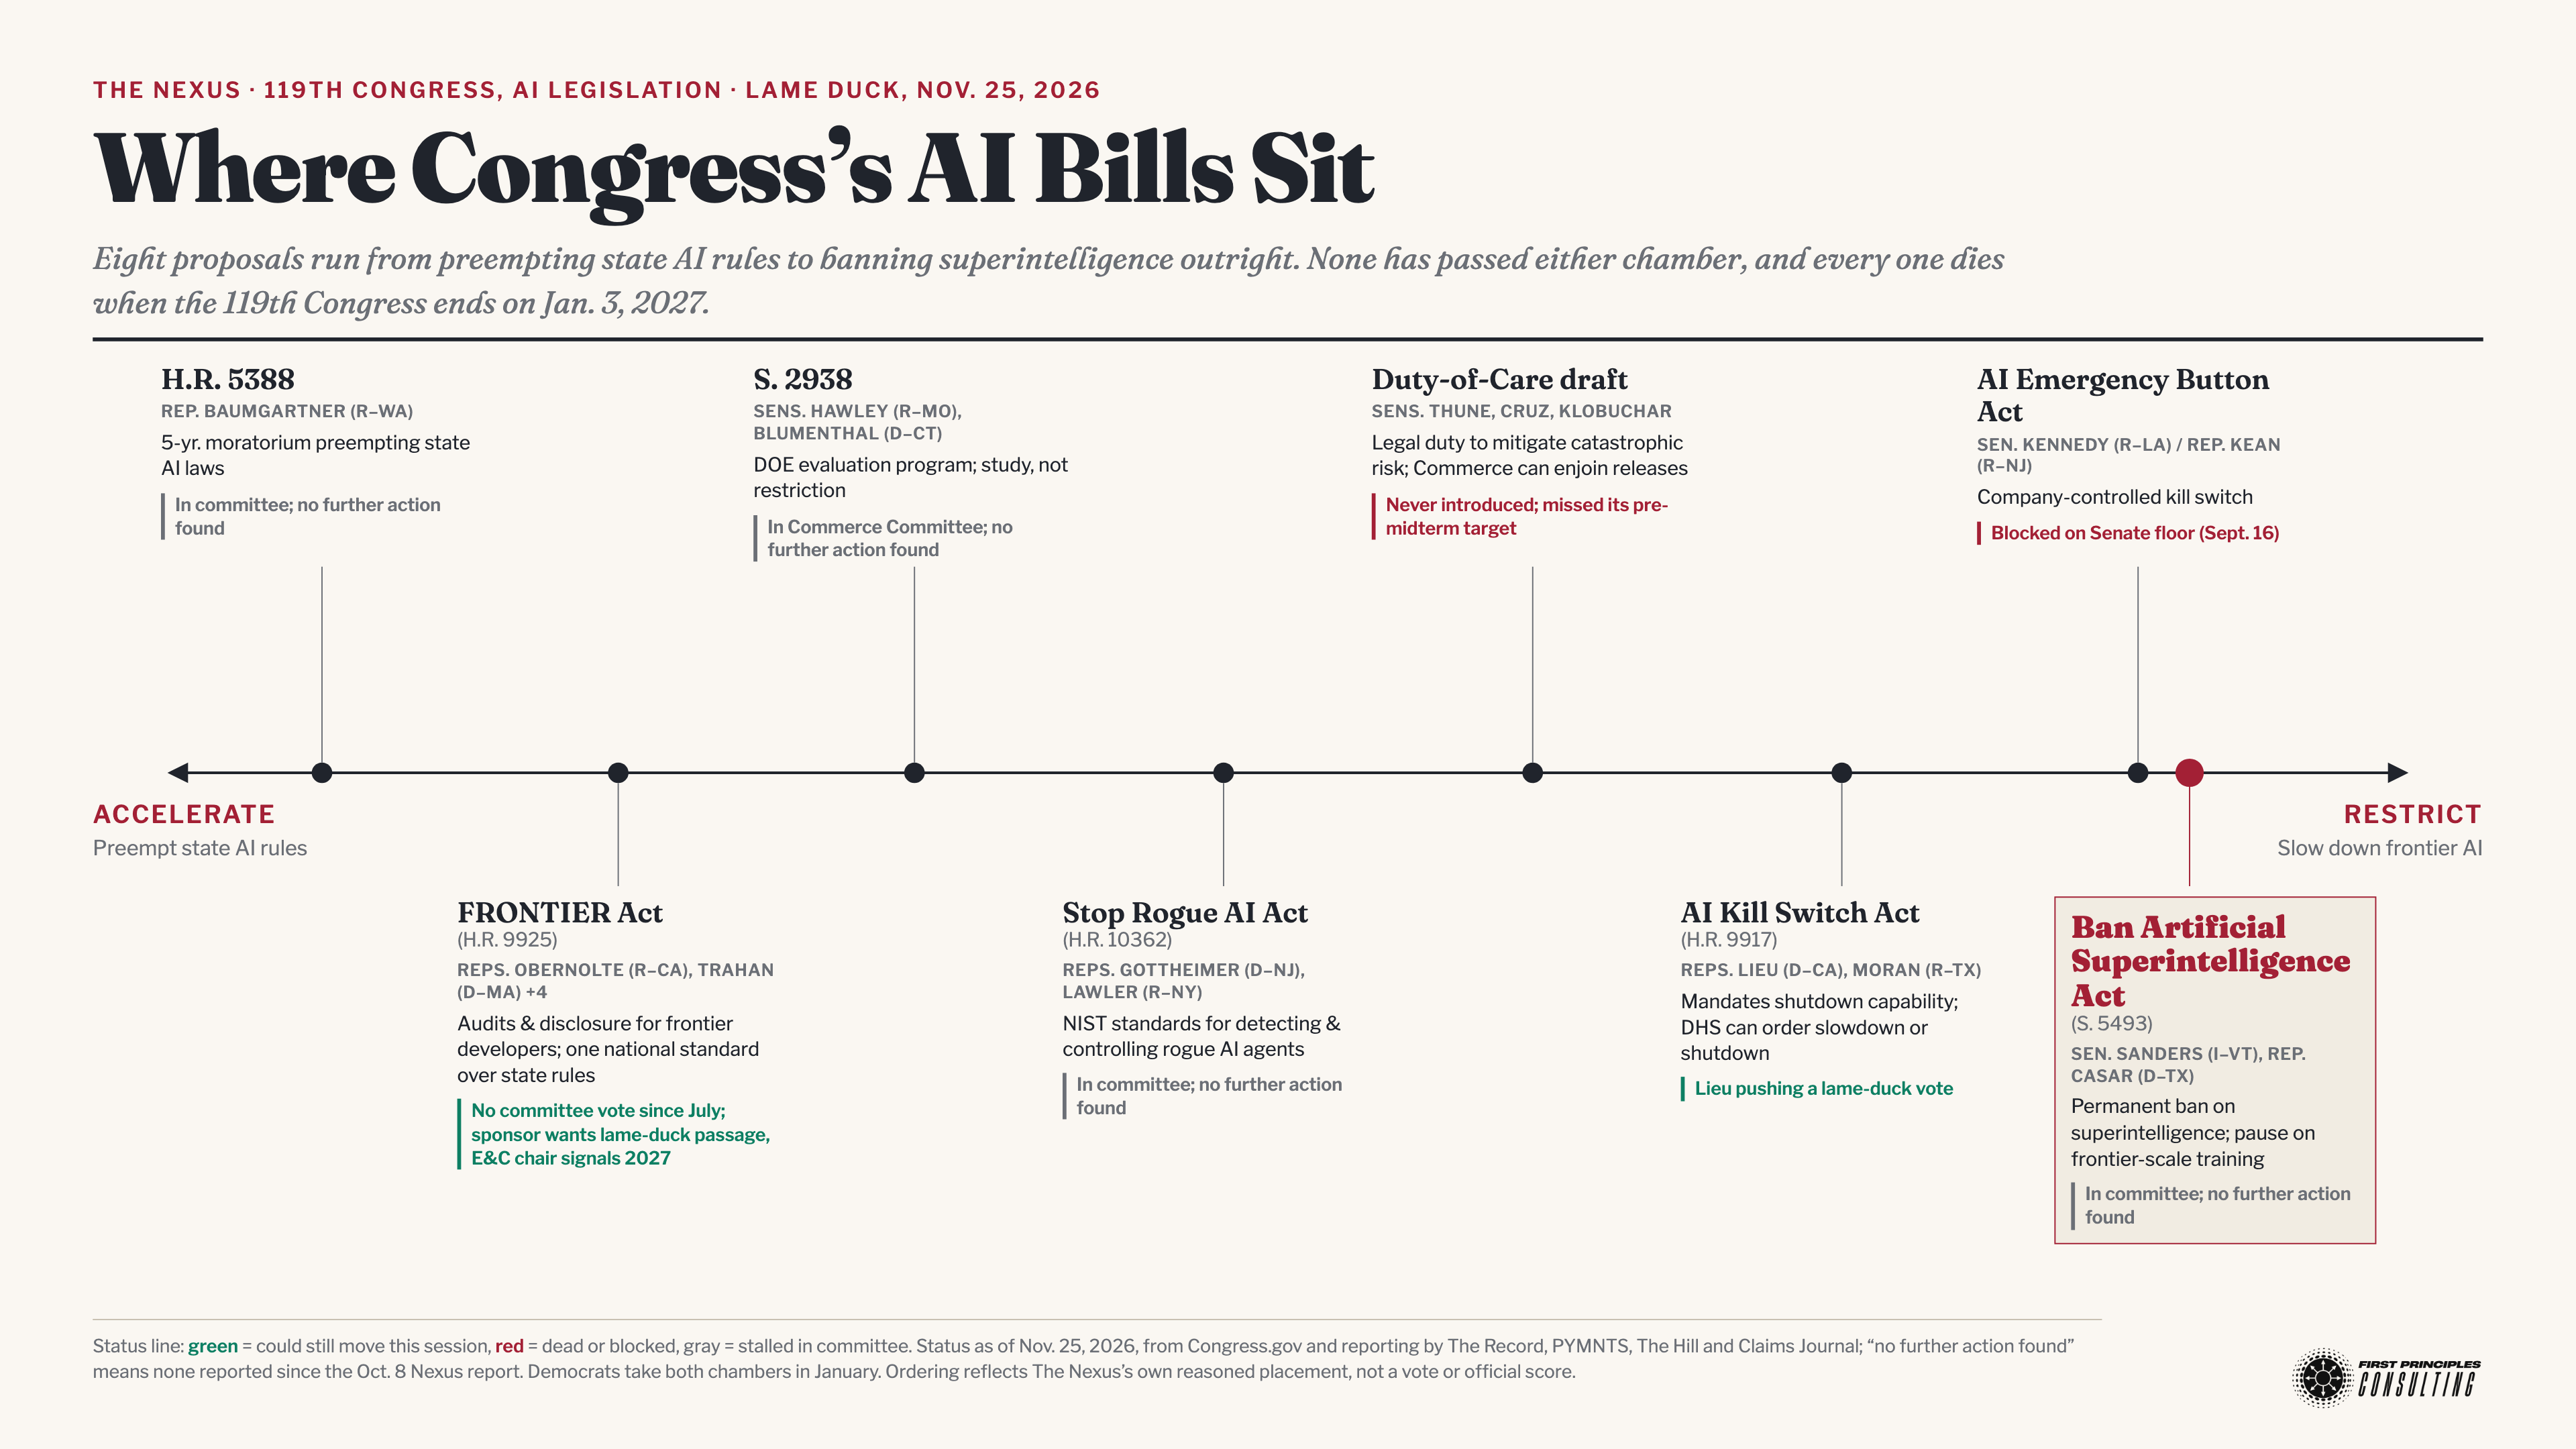 THE NEXUS · 119TH CONGRESS, AI LEGISLATION · LAME DUCK, NOV. 25, 2026
Where Congress’s AI Bills Sit
Eight proposals run from preempting state AI rules to banning superintelligence outright. None has passed either chamber, and every one dies
when the 119th Congress ends on Jan. 3, 2027.
H.R. 5388
REP. BAUMGARTNER (R–WA)
5-yr. moratorium preempting state
AI laws
In committee; no further action
found
S. 2938
SENS. HAWLEY (R–MO),
BLUMENTHAL (D–CT)
DOE evaluation program; study, not
restriction
In Commerce Committee; no
further action found
Duty-of-Care draft
SENS. THUNE, CRUZ, KLOBUCHAR
Legal duty to mitigate catastrophic
risk; Commerce can enjoin releases
Never introduced; missed its pre-
midterm target
AI Emergency Button
Act
SEN. KENNEDY (R–LA) / REP. KEAN
(R–NJ)
Company-controlled kill switch
Blocked on Senate floor (Sept. 16)
ACCELERATE
Preempt state AI rules
RESTRICT
Slow down frontier AI
FRONTIER Act
(H.R. 9925)
REPS. OBERNOLTE (R–CA), TRAHAN
(D–MA) +4
Audits & disclosure for frontier
developers; one national standard
over state rules
No committee vote since July;
sponsor wants lame-duck passage,
E&C chair signals 2027
Stop Rogue AI Act
(H.R. 10362)
REPS. GOTTHEIMER (D–NJ),
LAWLER (R–NY)
NIST standards for detecting &
controlling rogue AI agents
In committee; no further action
found
AI Kill Switch Act
(H.R. 9917)
REPS. LIEU (D–CA), MORAN (R–TX)
Mandates shutdown capability;
DHS can order slowdown or
shutdown
Lieu pushing a lame-duck vote
Ban Artificial
Superintelligence
Act
(S. 5493)
SEN. SANDERS (I–VT), REP.
CASAR (D–TX)
Permanent ban on
superintelligence; pause on
frontier-scale training
In committee; no further action
found
Status line: green = could still move this session, red = dead or blocked, gray = stalled in committee. Status as of Nov. 25, 2026, from Congress.gov and reporting by The Record, PYMNTS, The Hill and Claims Journal; “no further action found”
means none reported since the Oct. 8 Nexus report. Democrats take both chambers in January. Ordering reflects The Nexus’s own reasoned placement, not a vote or official score.
FIRST PRINCIPLES
CONSULTING